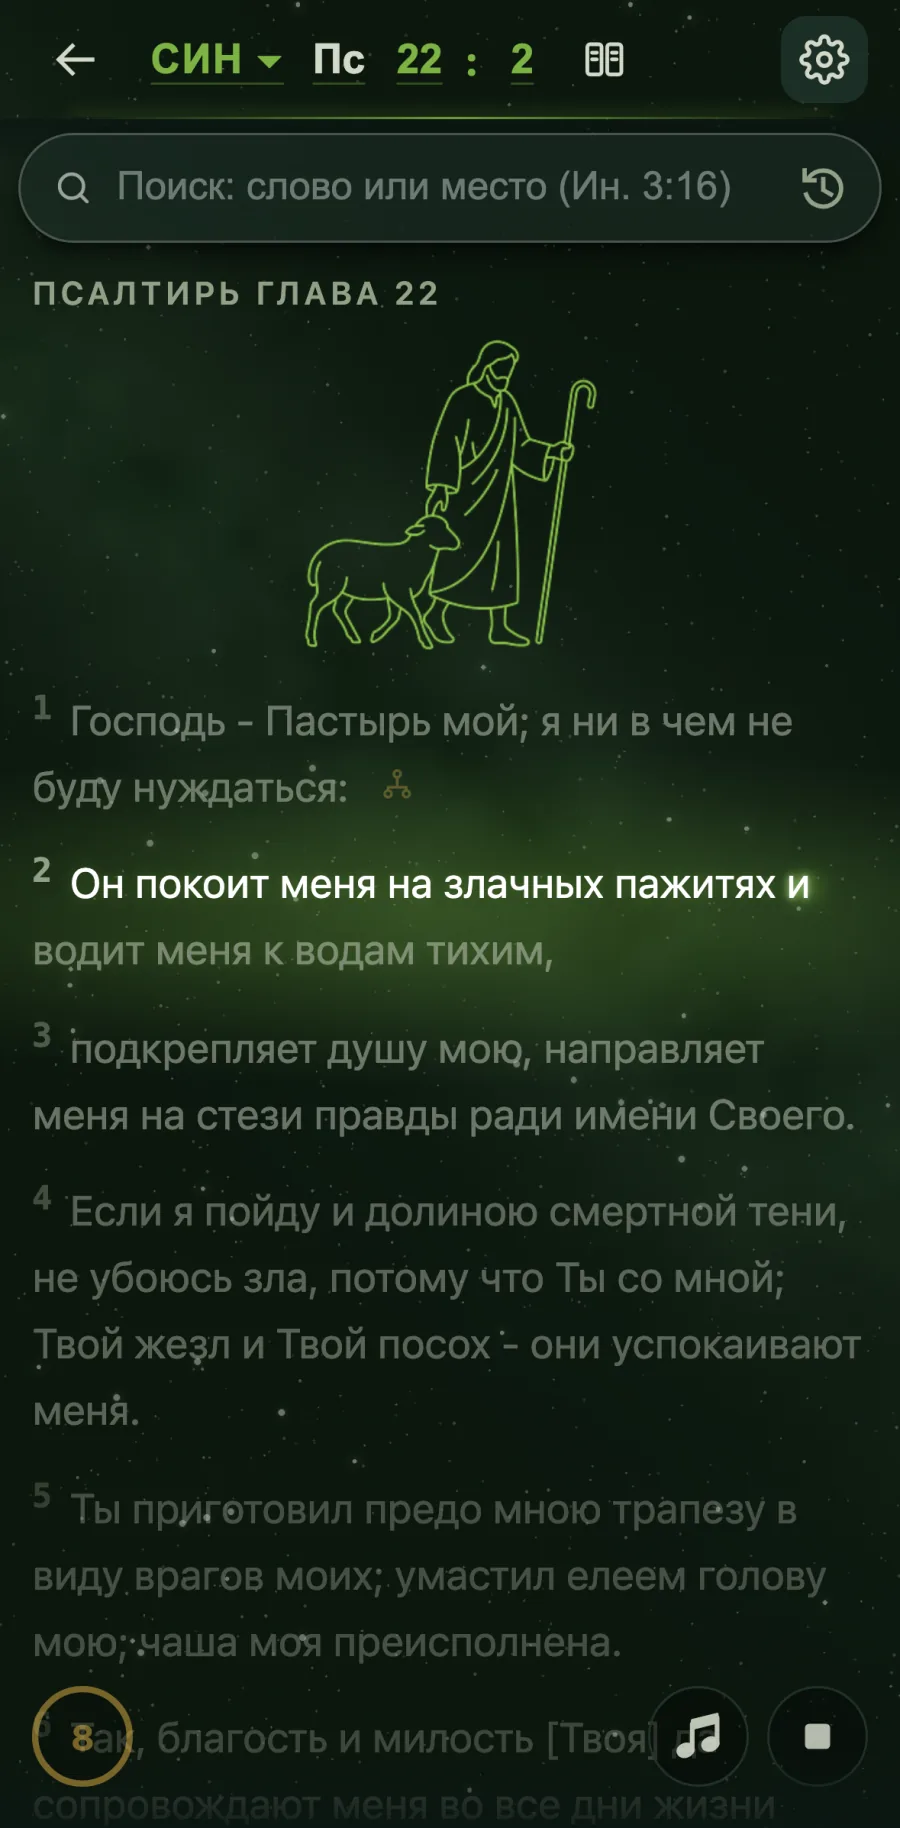 СИН Пс 22 : 2
Поиск: слово или место (Ин. 3:16)
ПСАЛТИРЬ ГЛАВА 22
1 Господь - Пастырь мой; я ни в чем не
буду нуждаться:
2 Он покоит меня на злачных пажитях и
водит меня к водам тихим,
3 подкрепляет душу мою, направляет
меня на стези правды ради имени Своего.
4 Если я пойду и долиною смертной тени,
не убоюсь зла, потому что Ты со мной;
Твой жезл и Твой посох - они успокаивают
меня.
5 Ты приготовил предо мною трапезу в
виду врагов моих; умастил елеем голову
мою; чаша моя преисполнена.
6 Так, благость и милость [Твоя] да
8
сопровождают меня во все дни жизни